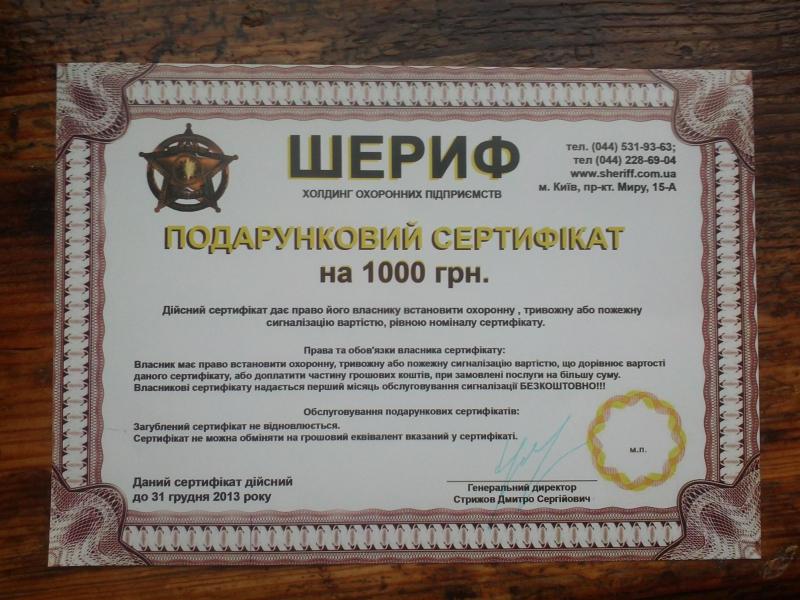 ШЕРИФ
ХОЛДИНГ ОХОРОННИХ ПІДПРИЄМСТВ
тел. (044) 531-93-63;
тел (044) 228-69-04
www.sheriff.com.ua
м. Київ, пр-кт. Миру, 15-А
ПОДАРУНКОВИЙ СЕРТИФІКАТ
на 1000 грн.
Дійсний сертифікат дає право його власнику встановити охоронну , тривожну або пожежну
сигналізацію вартістю, рівною номіналу сертифікату.
Права та обов'язки власника сертифікату:
Власник має право встановити охоронну, тривожну або пожежну сигналізацію вартістю, що дорівнює вартості
даного сертифікату, або доплатити частину грошових коштів, при замовлені послуги на більшу суму.
Власникові сертифікату надається перший місяць обслуговування сигналізації БЕЗКОШТОВНО!!!
Обслуговування подарункових сертифікатів:
Загублений сертифікат не відновлюється.
Сертифікат не можна обміняти на грошовий еквівалент вказаний у сертифікаті.
м.п.
Даний сертифікат дійсний
до 31 грудня 2013 року
Генеральний директор
Стрижов Дмитро Сергійович